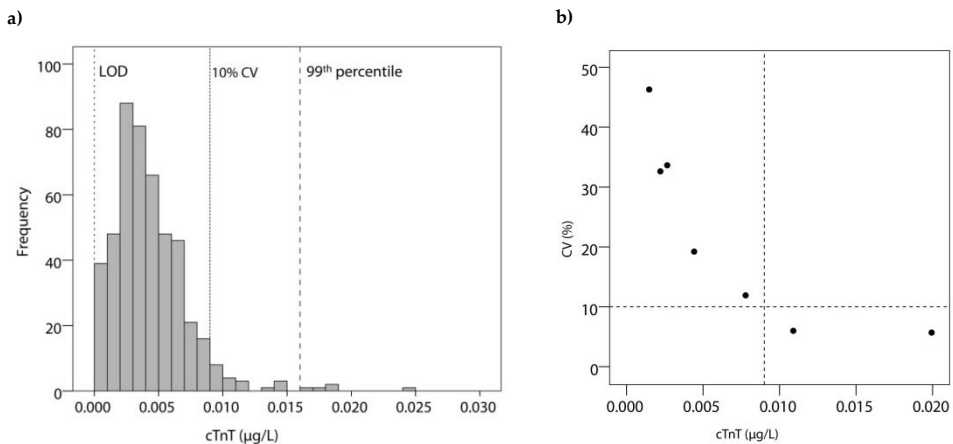 a)
100
80
60
40
20
0
Frequency
LOD
10% CV
99th percentile
0.000 0.005 0.010 0.015 0.020 0.025 0.030
cTnT (µg/L)
b)
50
40
30
20
10
0
CV (%)
0.000 0.005 0.010 0.015 0.020
cTnT (µg/L)